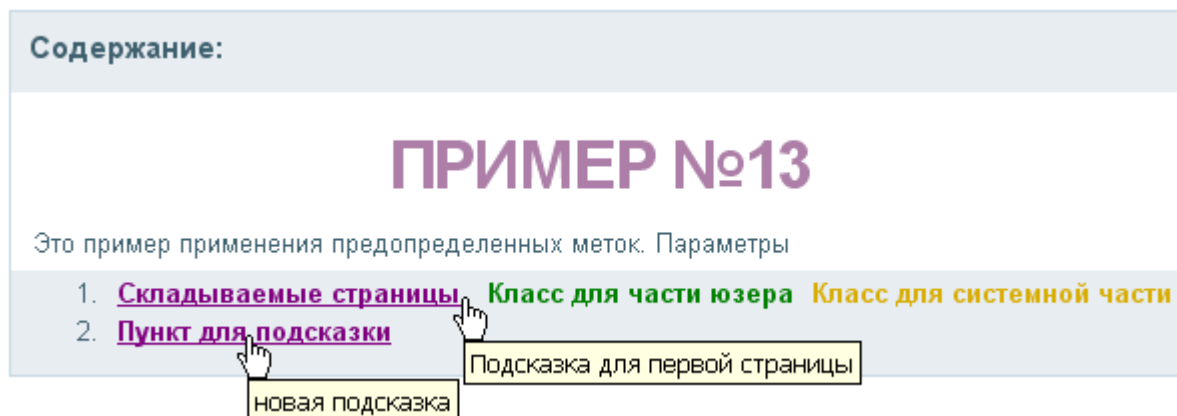 Содержание:
ПРИМЕР №13
Это пример применения предопределенных меток. Параметры
1. Складываемые страницы Класс для части юзера Класс для системной части
2. Пункт для подсказки
Подсказка для первой страницы
новая подсказка